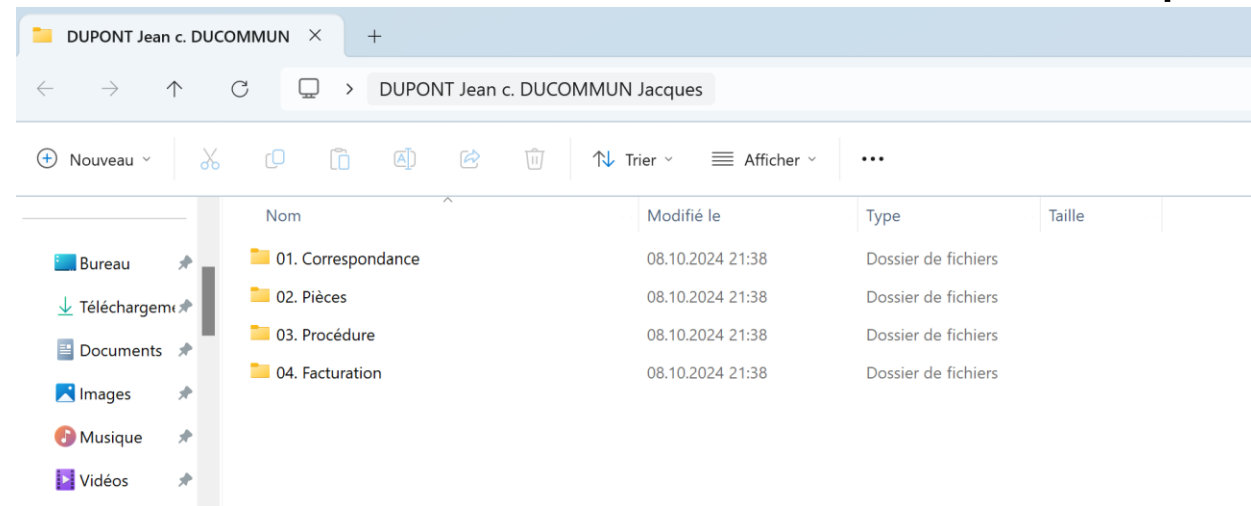 DUPONT Jean c. DUCOMMUN
DUPONT Jean c. DUCOMMUN Jacques
Nouveau
Trier
Afficher
Nom Modifié le Type Taille
Bureau
Téléchargem
Documents
Images
Musique
Vidéos
01. Correspondance 08.10.2024 21:38 Dossier de fichiers
02. Pièces 08.10.2024 21:38 Dossier de fichiers
03. Procédure 08.10.2024 21:38 Dossier de fichiers
04. Facturation 08.10.2024 21:38 Dossier de fichiers